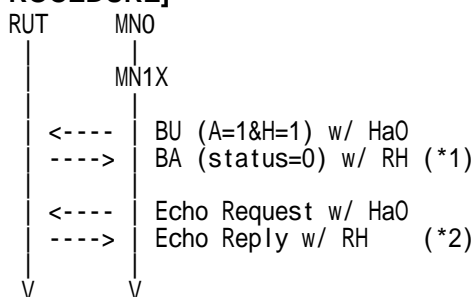 ROCEDURE]
RUT MN0
MN1X
<---- BU (A=1&H=1) w/ HaO
----> BA (status=0) w/ RH (*1)
<---- Echo Request w/ HaO
----> Echo Reply w/ RH (*2)
V V